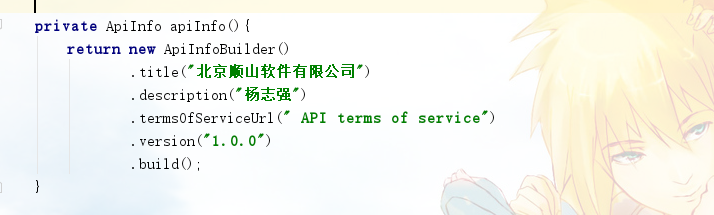 private ApiInfo apiInfo(){
return new ApiInfoBuilder()
.title("北京顺山软件有限公司")
.description("杨志强")
.termsOfServiceUrl(" API terms of service")
.version("1.0.0")
.build();
}